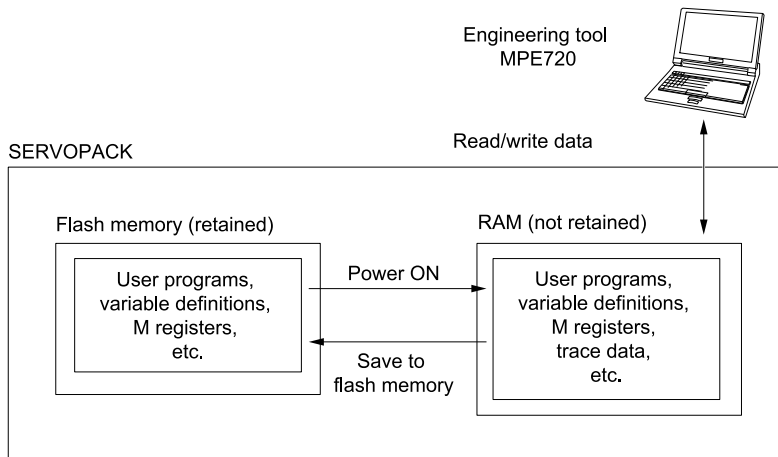 Engineering tool
MPE720
Read/write data
SERVOPACK
Flash memory (retained)
RAM (not retained)
User programs,
variable definitions,
M registers,
etc.
Power ON
Save to
flash memory
User programs,
variable definitions,
M registers,
trace data,
etc.